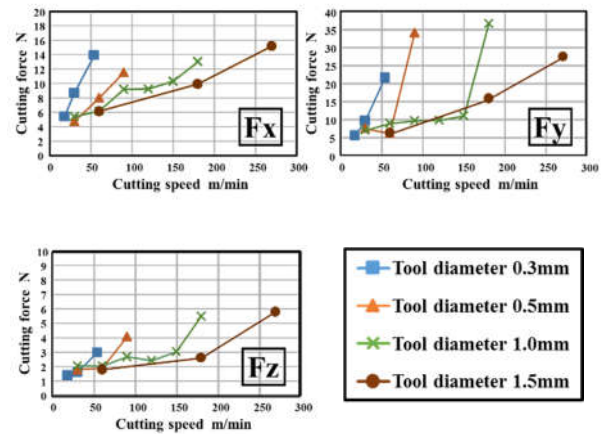 20
18
16
14
12
10
8
6
4
2
0
Cutting force N
Fx
0 50 100 150 200 250 300
Cutting speed m/min
40
35
30
25
20
15
10
5
0
Cutting force N
Fy
0 50 100 150 200 250 300
Cutting speed m/min
10
9
8
7
6
5
4
3
2
1
0
Cutting force N
Fz
0 50 100 150 200 250 300
Cutting speed m/min
Tool diameter 0.3mm
Tool diameter 0.5mm
Tool diameter 1.0mm
Tool diameter 1.5mm